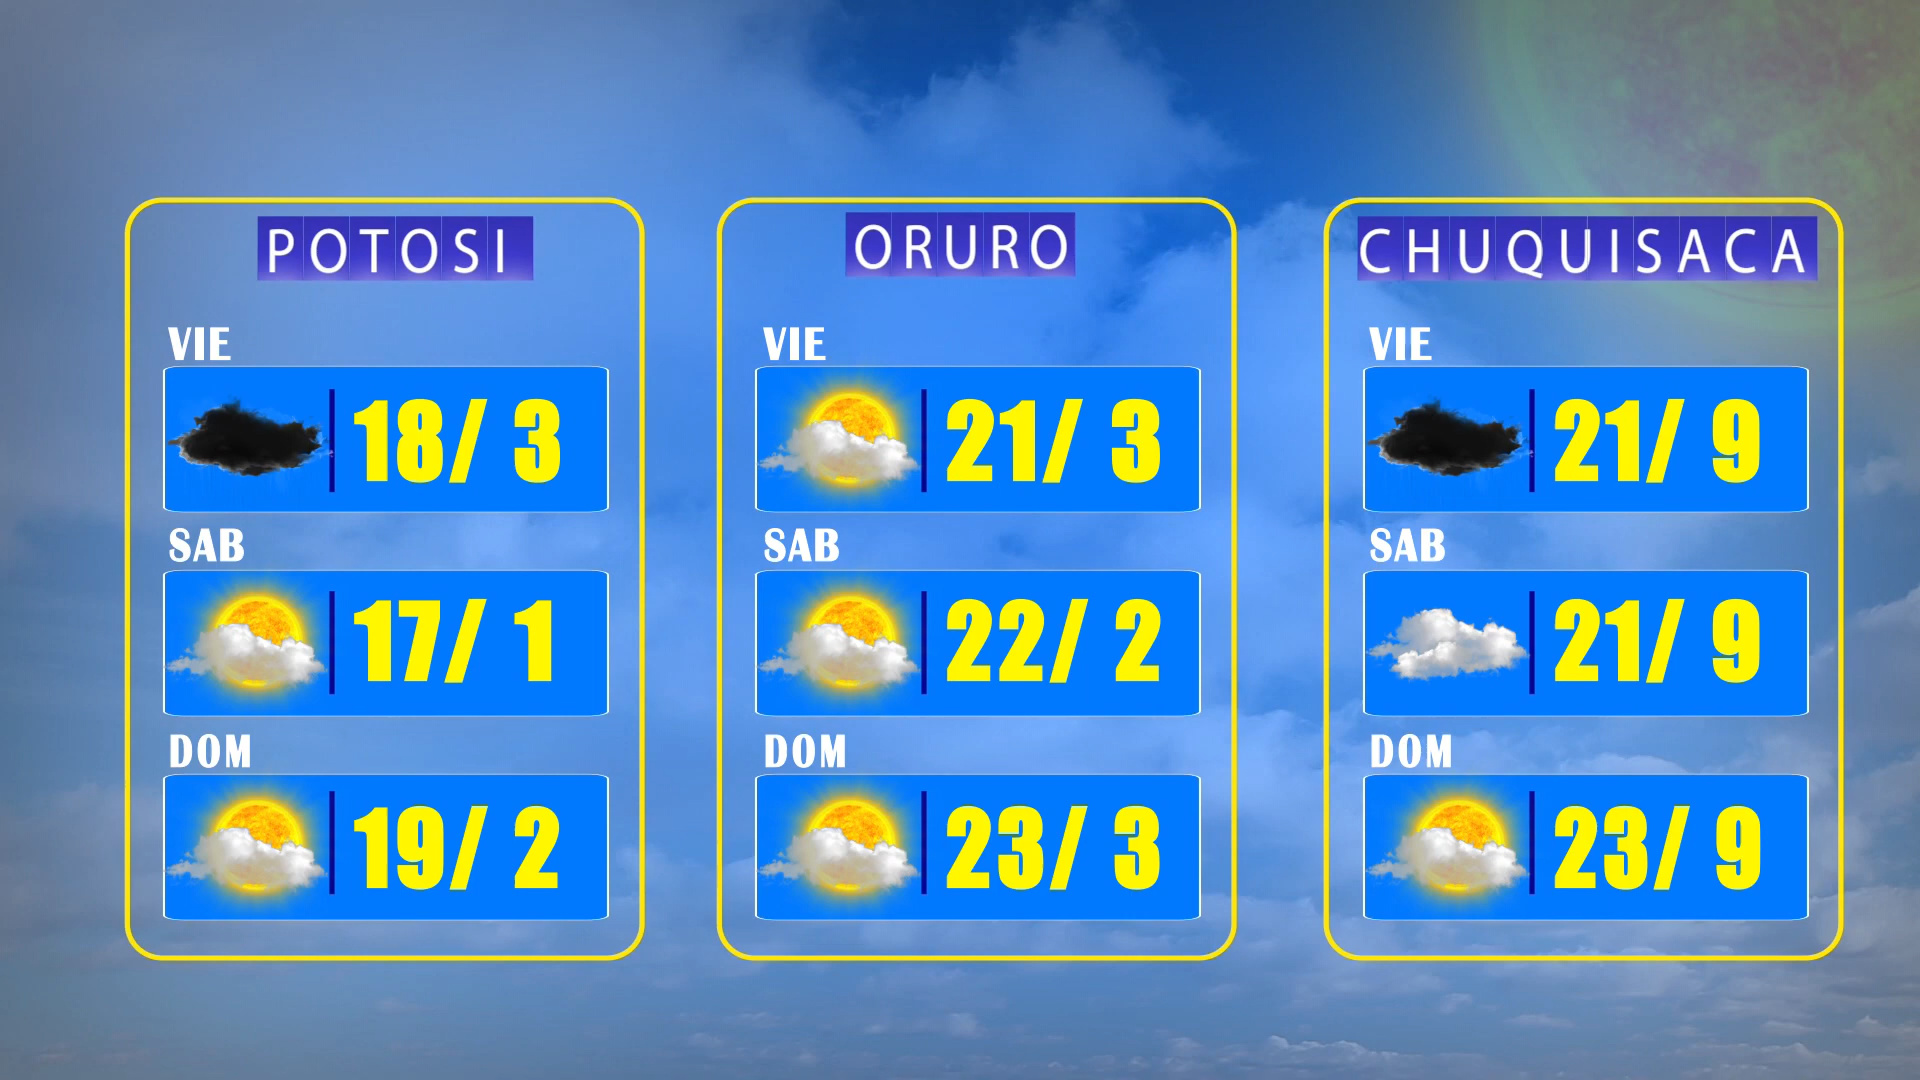 POTOSI
VIE
18/ 3
SAB
17/ 1
DOM
19/ 2
ORURO
VIE
21/ 3
SAB
22/ 2
DOM
23/ 3
CHUQUISACA
VIE
21/ 9
SAB
21/ 9
DOM
23/ 9